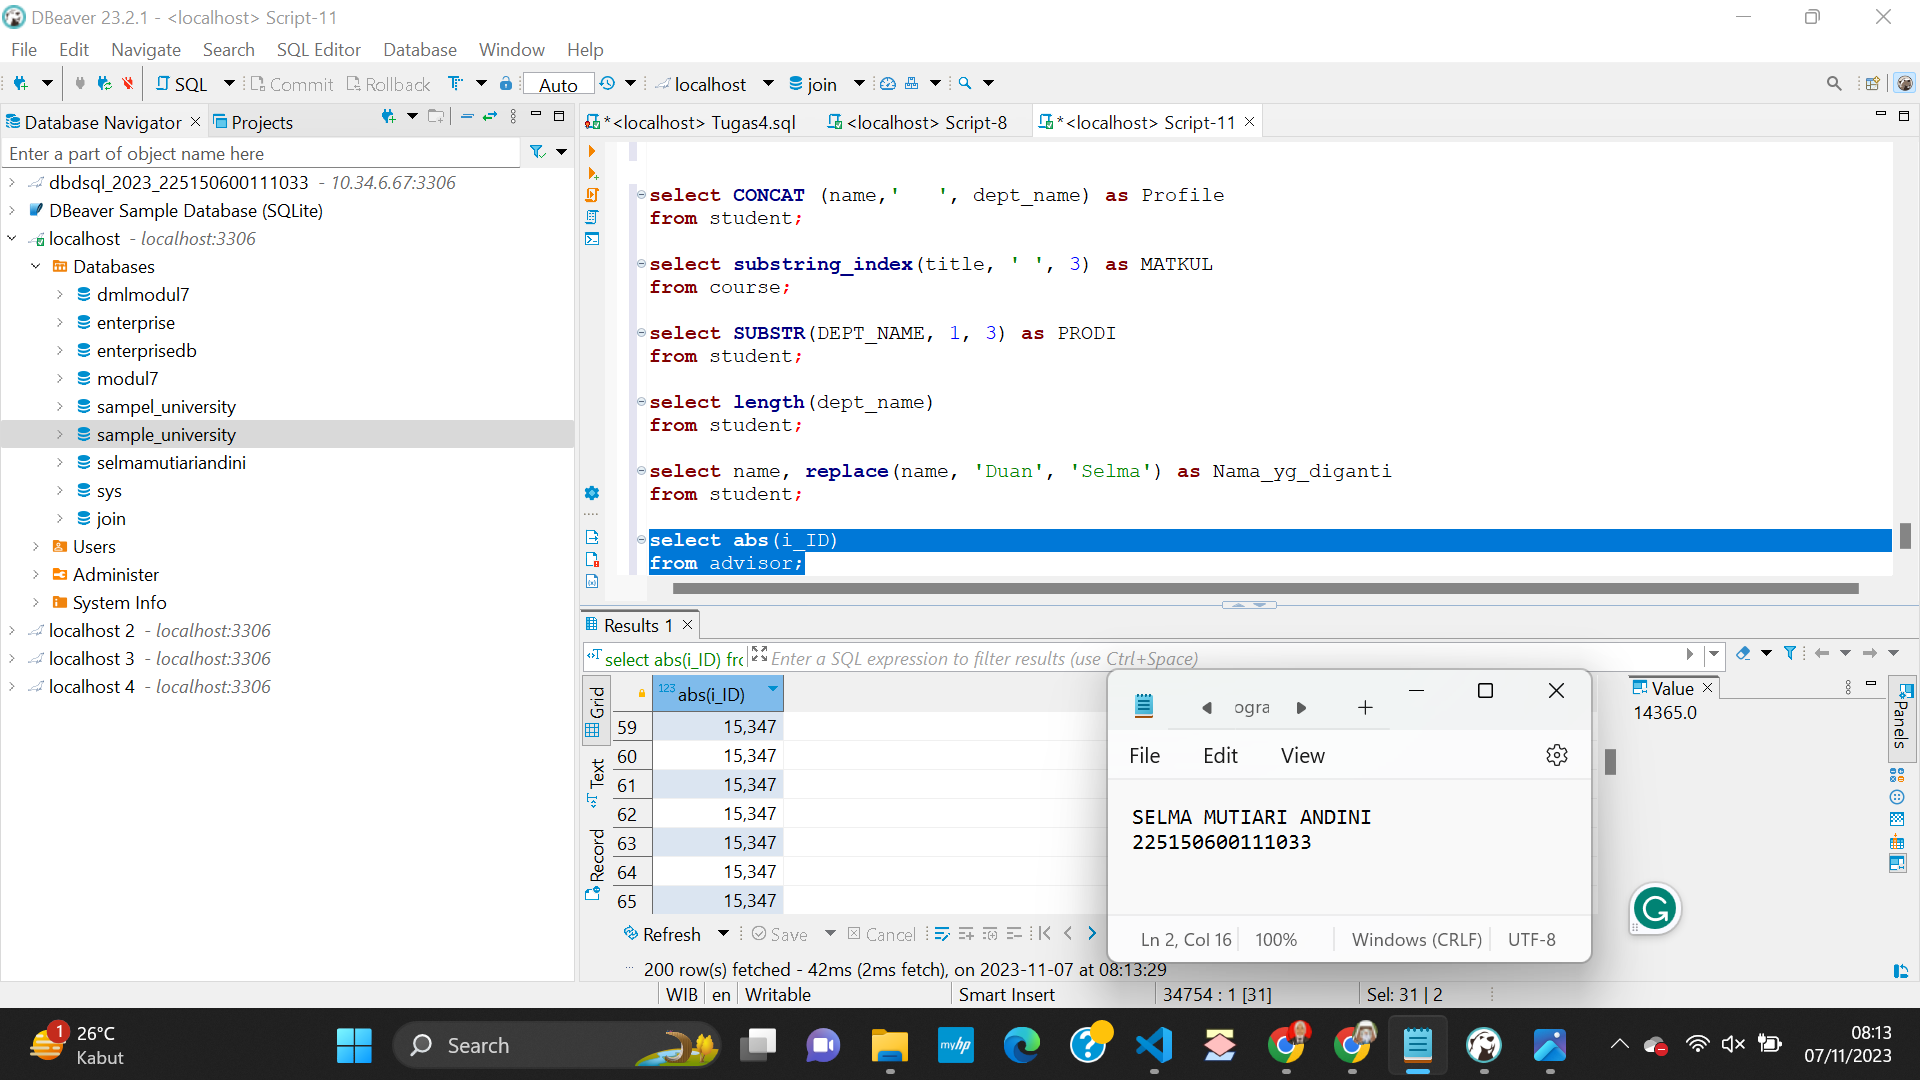 DBeaver 23.2.1 - <localhost> Script-11
File Edit Navigate Search SQL Editor Database Window Help
SQL Commit Rollback Auto localhost join
Database Navigator Projects
*<localhost> Tugas4.sql <localhost> Script-8 *<localhost> Script-11
Enter a part of object name here
dbdsql_2023_225150600111033 - 10.34.6.67:3306
DBeaver Sample Database (SQLite)
localhost - localhost:3306
Databases
dmlmodul7
enterprise
enterprisedb
modul7
sampel_university
sample_university
selmamutiariandini
sys
join
Users
Administer
System Info
localhost 2 - localhost:3306
localhost 3 - localhost:3306
localhost 4 - localhost:3306
select CONCAT (name,'   ', dept_name) as Profile
from student;
select substring_index(title, ' ', 3) as MATKUL
from course;
select SUBSTR(DEPT_NAME, 1, 3) as PRODI
from student;
select length(dept_name)
from student;
select name, replace(name, 'Duan', 'Selma') as Nama_yg_diganti
from student;
select abs(i_ID)
from advisor;
Results 1
select abs(i_ID) frc Enter a SQL expression to filter results (use Ctrl+Space)
Grid
Text
Record
123 abs(i_ID)
59 15,347
60 15,347
61 15,347
62 15,347
63 15,347
64 15,347
65 15,347
Value
14365.0
Panels
ogra
File Edit View
SELMA MUTIARI ANDINI
225150600111033
Ln 2, Col 16 100% Windows (CRLF) UTF-8
Refresh Save Cancel
200 row(s) fetched - 42ms (2ms fetch), on 2023-11-07 at 08:13:29
WIB en Writable Smart Insert 34754 : 1 [31] Sel: 31 | 2
1
26°C
Kabut
Search
myhp
08:13
07/11/2023